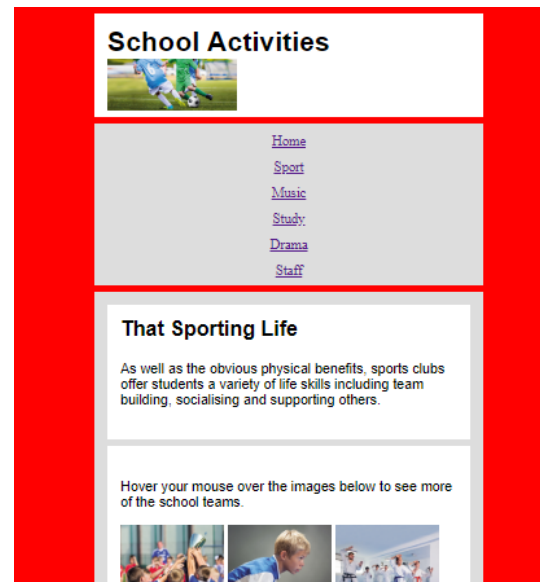 School Activities
Home
Sport
Music
Study
Drama
Staff
That Sporting Life
As well as the obvious physical benefits, sports clubs
offer students a variety of life skills including team
building, socialising and supporting others.
Hover your mouse over the images below to see more
of the school teams.